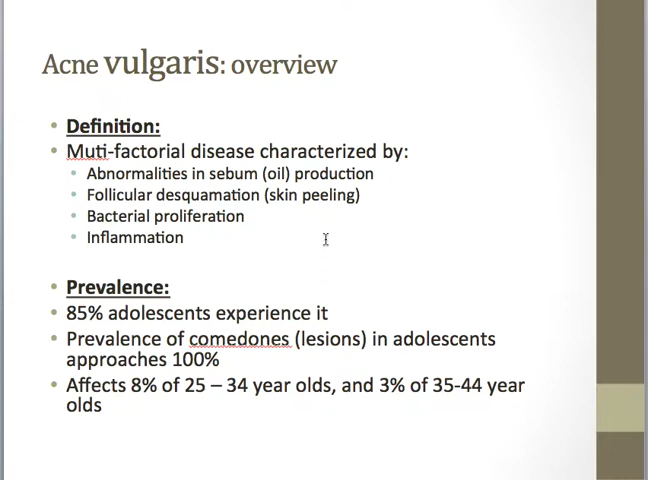 Acne vulgaris: overview
Definition:
Muti-factorial disease characterized by:
Abnormalities in sebum (oil) production
Follicular desquamation (skin peeling)
Bacterial proliferation
Inflammation
Prevalence:
85% adolescents experience it
Prevalence of comedones (lesions) in adolescents
approaches 100%
Affects 8% of 25 – 34 year olds, and 3% of 35-44 year
olds